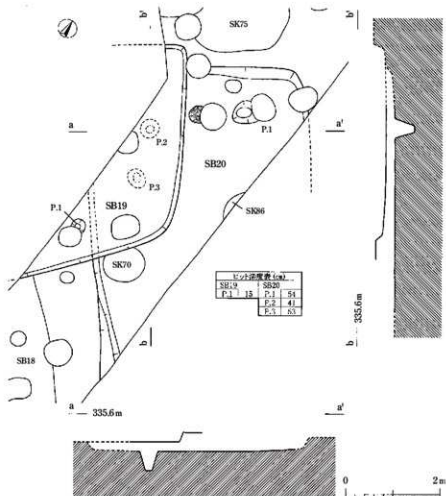 b'
SK75
b'
a
a'
P.2
P.1
SB20
P.3
P.1
SB19
SK86
SK70
ピット深度表 (cm)
SB19 SB20
P.1 15 P.1 54
P.2 41
P.3 63
SB18
b
b
335.6m
a
335.6m
a'
0 2m